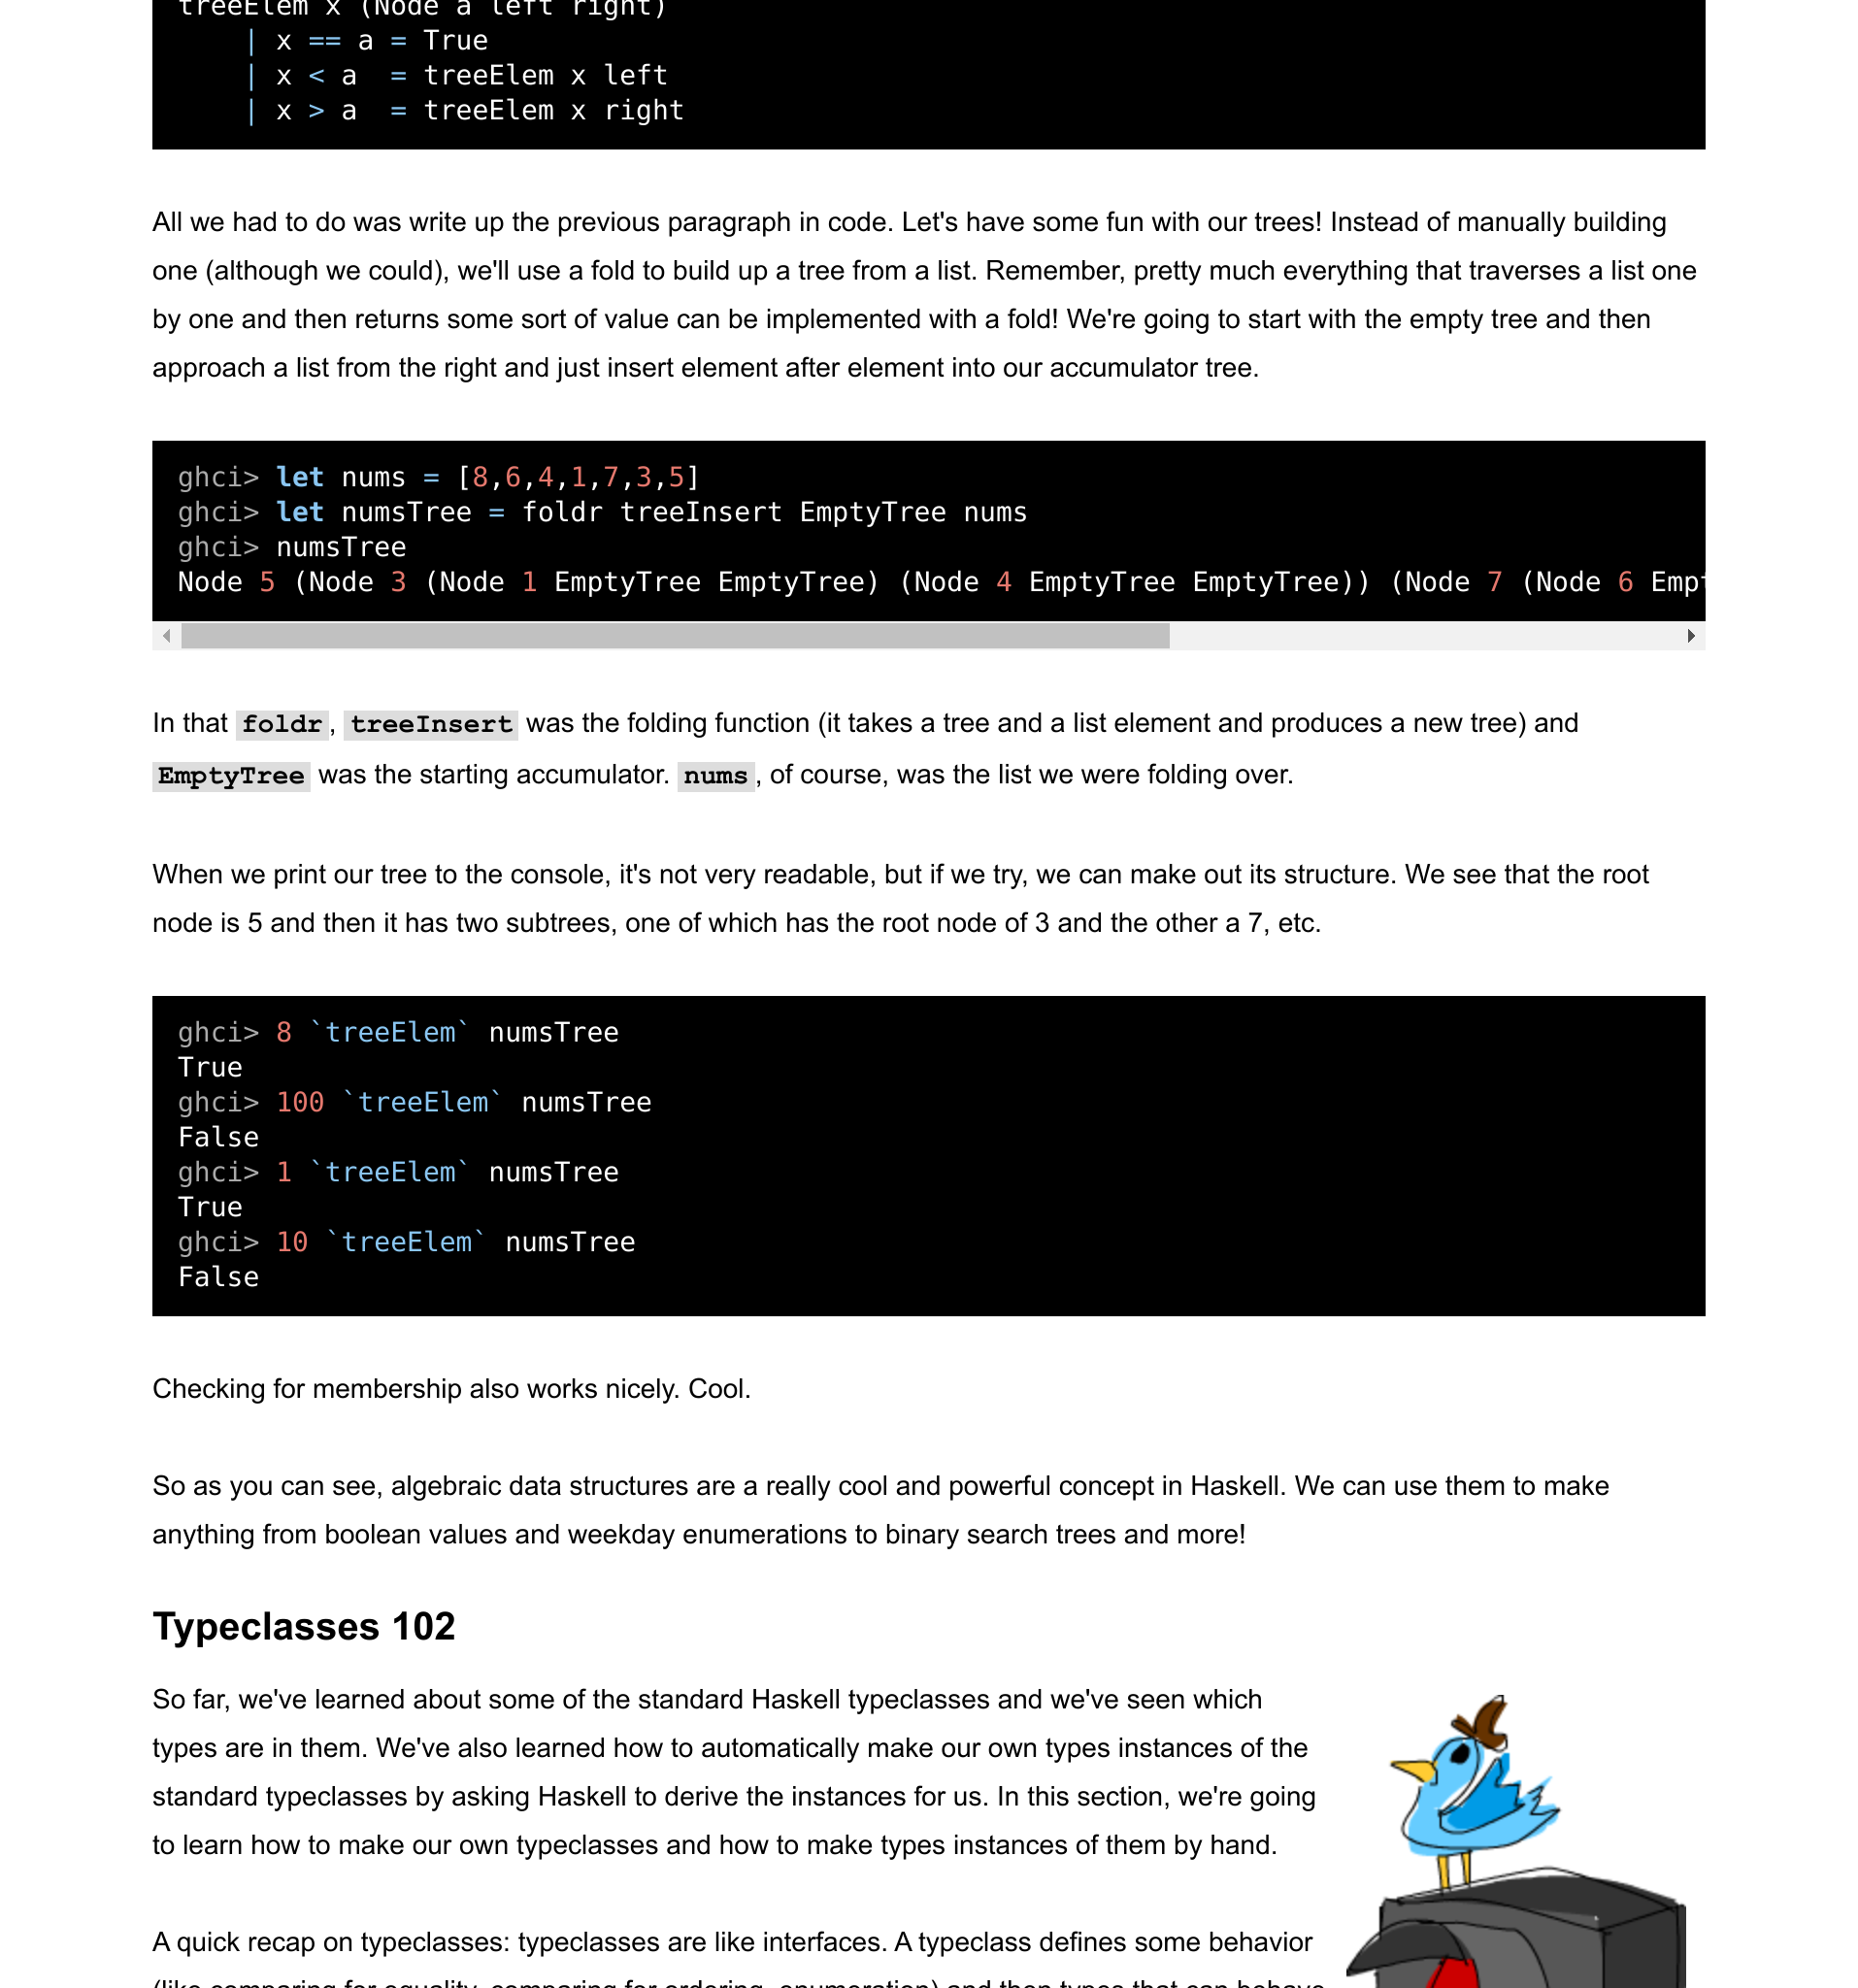 treeElem x (Node a left right)
    | x == a = True
    | x < a  = treeElem x left
    | x > a  = treeElem x right
All we had to do was write up the previous paragraph in code. Let's have some fun with our trees! Instead of manually building
one (although we could), we'll use a fold to build up a tree from a list. Remember, pretty much everything that traverses a list one
by one and then returns some sort of value can be implemented with a fold! We're going to start with the empty tree and then
approach a list from the right and just insert element after element into our accumulator tree.
ghci> let nums = [8,6,4,1,7,3,5]
ghci> let numsTree = foldr treeInsert EmptyTree nums
ghci> numsTree
Node 5 (Node 3 (Node 1 EmptyTree EmptyTree) (Node 4 EmptyTree EmptyTree)) (Node 7 (Node 6 Empt
In that foldr, treeInsert was the folding function (it takes a tree and a list element and produces a new tree) and
EmptyTree was the starting accumulator. nums, of course, was the list we were folding over.
When we print our tree to the console, it's not very readable, but if we try, we can make out its structure. We see that the root
node is 5 and then it has two subtrees, one of which has the root node of 3 and the other a 7, etc.
ghci> 8 `treeElem` numsTree
True
ghci> 100 `treeElem` numsTree
False
ghci> 1 `treeElem` numsTree
True
ghci> 10 `treeElem` numsTree
False
Checking for membership also works nicely. Cool.
So as you can see, algebraic data structures are a really cool and powerful concept in Haskell. We can use them to make
anything from boolean values and weekday enumerations to binary search trees and more!
Typeclasses 102
So far, we've learned about some of the standard Haskell typeclasses and we've seen which
types are in them. We've also learned how to automatically make our own types instances of the
standard typeclasses by asking Haskell to derive the instances for us. In this section, we're going
to learn how to make our own typeclasses and how to make types instances of them by hand.
A quick recap on typeclasses: typeclasses are like interfaces. A typeclass defines some behavior
(like comparing for equality, comparing for ordering, enumeration) and then types that can behave